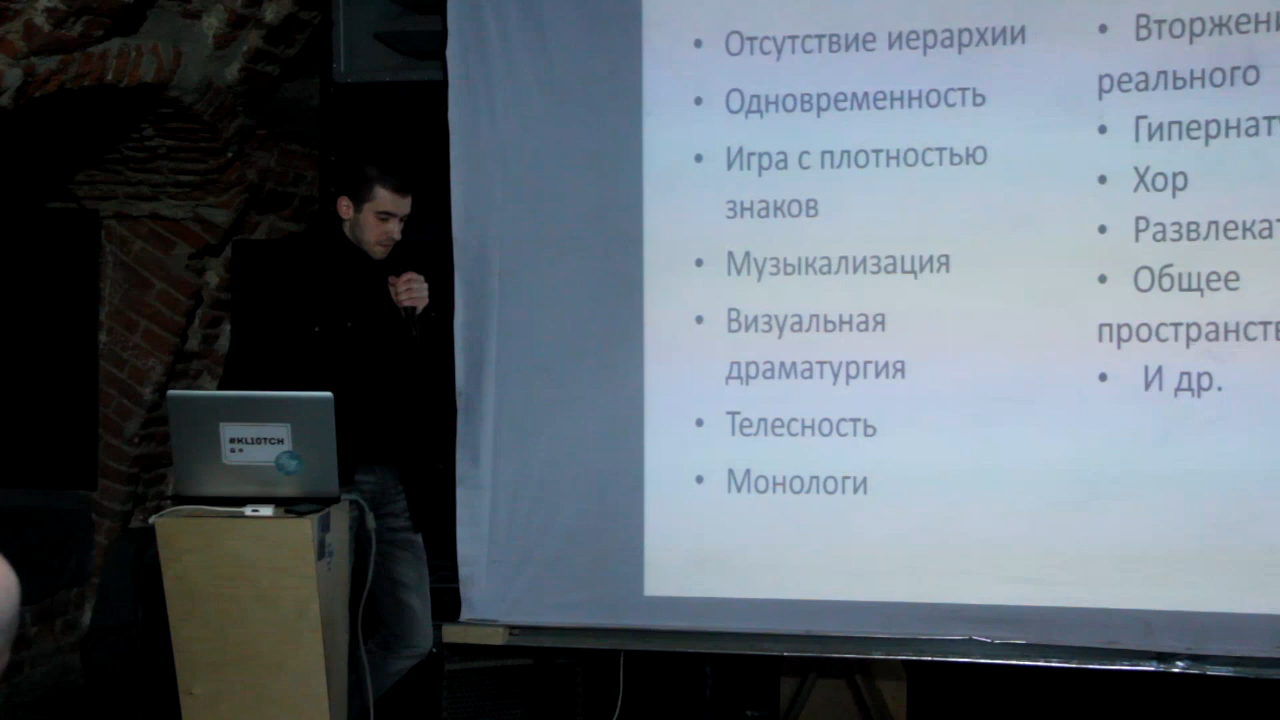 • Отсутствие иерархии
• Одновременность
• Игра с плотностью
знаков
• Музыкализация
• Визуальная
драматургия
• Телесность
• Монологи
•
реального
•
• Хор
•
• Общее
• И др.
#KL10TCH